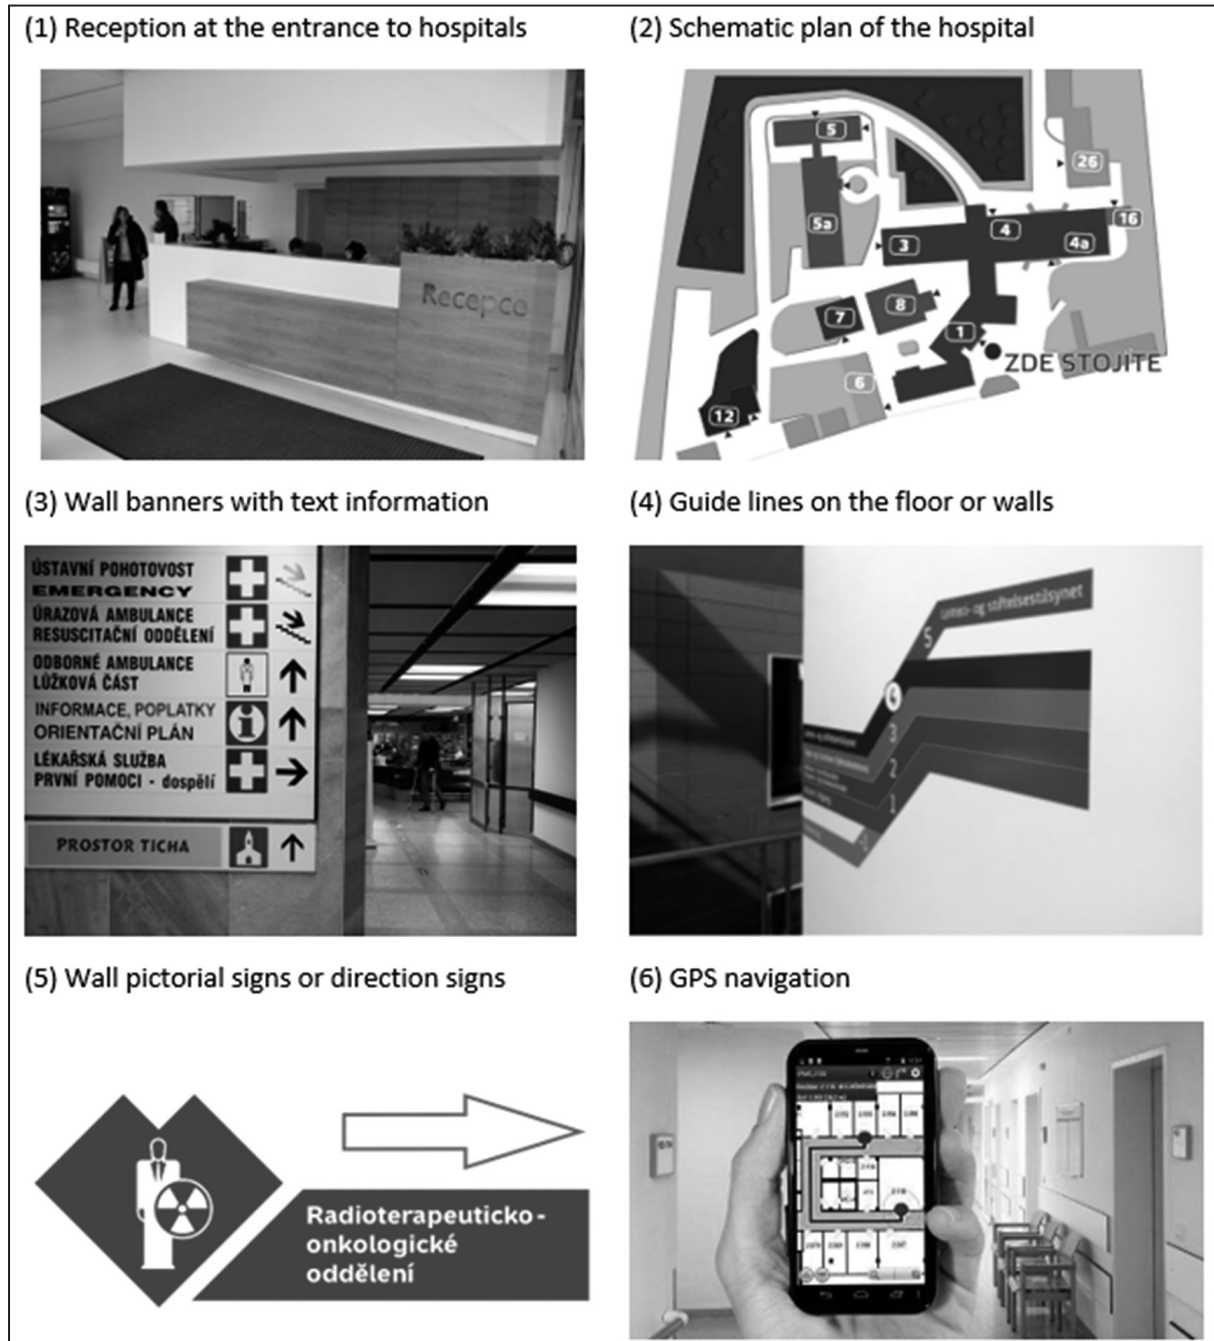 (1) Reception at the entrance to hospitals
(2) Schematic plan of the hospital
Recepce
5
26
5a
3
4
4a
16
7
8
1
ZDE STOJÍTE
6
12
(3) Wall banners with text information
(4) Guide lines on the floor or walls
ÚSTAVNÍ POHOTOVOST
EMERGENCY
ÚRAZOVÁ AMBULANCE
RESUSCITAČNÍ ODDĚLENÍ
ODBORNÉ AMBULANCE
LŮŽKOVÁ ČÁST
INFORMACE, POPLATKY
ORIENTAČNÍ PLÁN
LÉKAŘSKÁ SLUŽBA
PRVNÍ POMOCI - dospělí
PROSTOR TICHA
5
4
3
2
1
(5) Wall pictorial signs or direction signs
(6) GPS navigation
Radioterapeuticko-
onkologické
oddělení